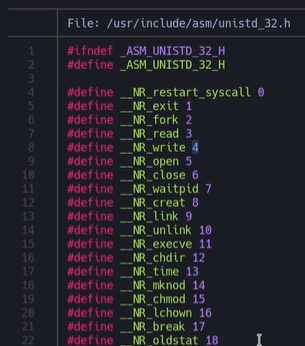 File: /usr/include/asm/unistd_32.h
1 #ifndef _ASM_UNISTD_32_H
2 #define _ASM_UNISTD_32_H
3
4 #define __NR_restart_syscall 0
5 #define __NR_exit 1
6 #define __NR_fork 2
7 #define __NR_read 3
8 #define __NR_write 4
9 #define __NR_open 5
10 #define __NR_close 6
11 #define __NR_waitpid 7
12 #define __NR_creat 8
13 #define __NR_link 9
14 #define __NR_unlink 10
15 #define __NR_execve 11
16 #define __NR_chdir 12
17 #define __NR_time 13
18 #define __NR_mknod 14
19 #define __NR_chmod 15
20 #define __NR_lchown 16
21 #define __NR_break 17
22 #define __NR_oldstat 18